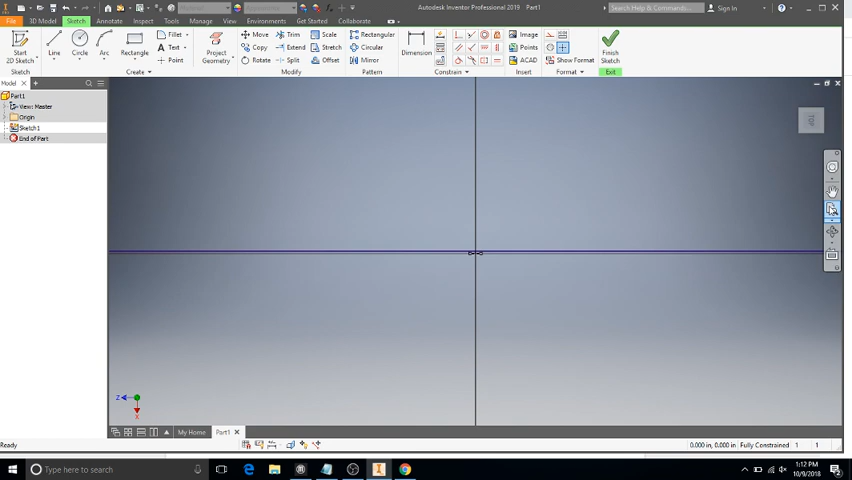 Autodesk Inventor Professional 2019 Part1
Search Help & Commands...
Sign In
File 3D Model Sketch Annotate Inspect Tools Manage View Environments Get Started Collaborate
Start
2D Sketch
Line
Circle
Arc
Rectangle
Fillet
Text
Point
Project
Geometry
Move
Copy
Rotate
Trim
Extend
Split
Scale
Stretch
Offset
Rectangular
Circular
Mirror
Dimension
Image
Points
ACAD
Show Format
Finish
Sketch
Sketch Create Modify Pattern Constrain Insert Format Exit
Model
Part1
View: Master
Origin
Sketch1
End of Part
TOP
Z
X
My Home Part1
Ready
0.000 in, 0.000 in Fully Constrained 1 1
Type here to search
1:12 PM
10/9/2018